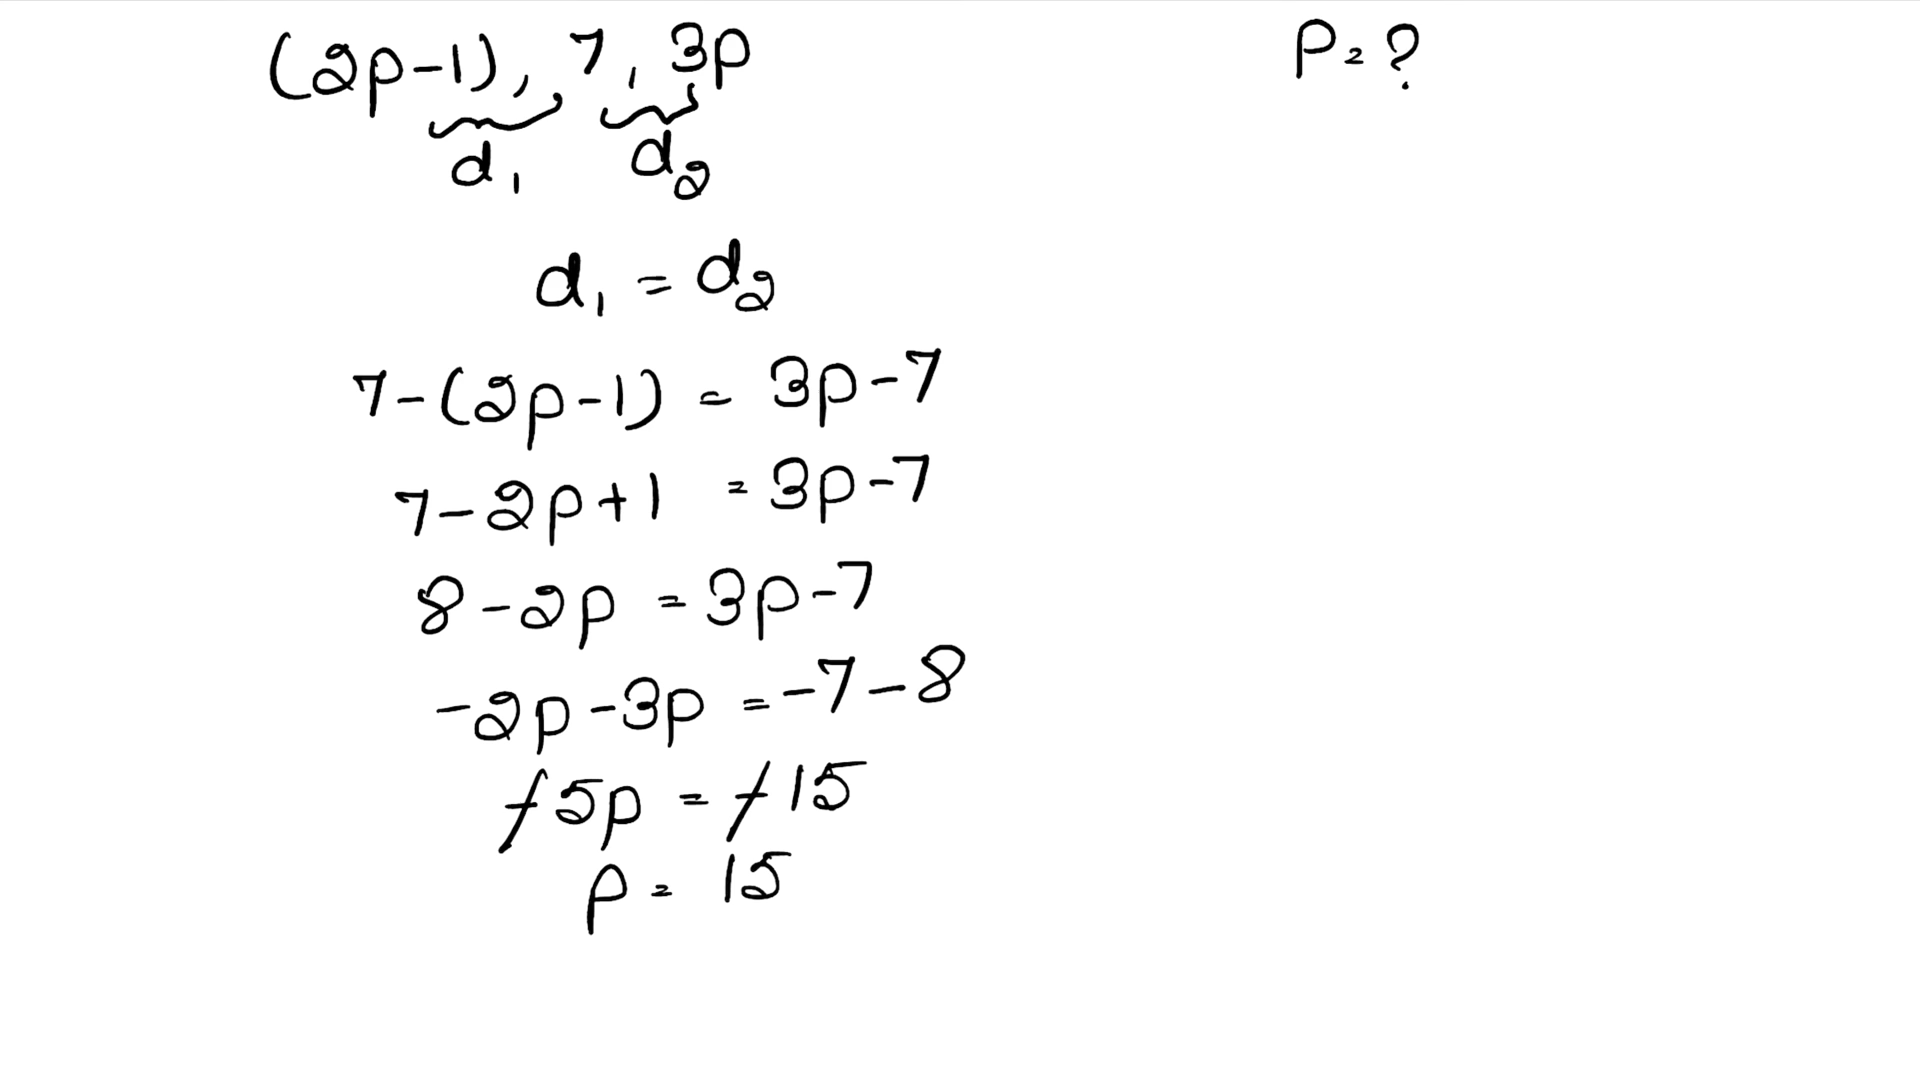 (2p-1), 7, 3p P = ?
d₁ d₂
d₁ = d₂
7-(2p-1) = 3p-7
7-2p+1 = 3p-7
8-2p = 3p-7
-2p-3p = -7-8
-5p = -15
P = 15